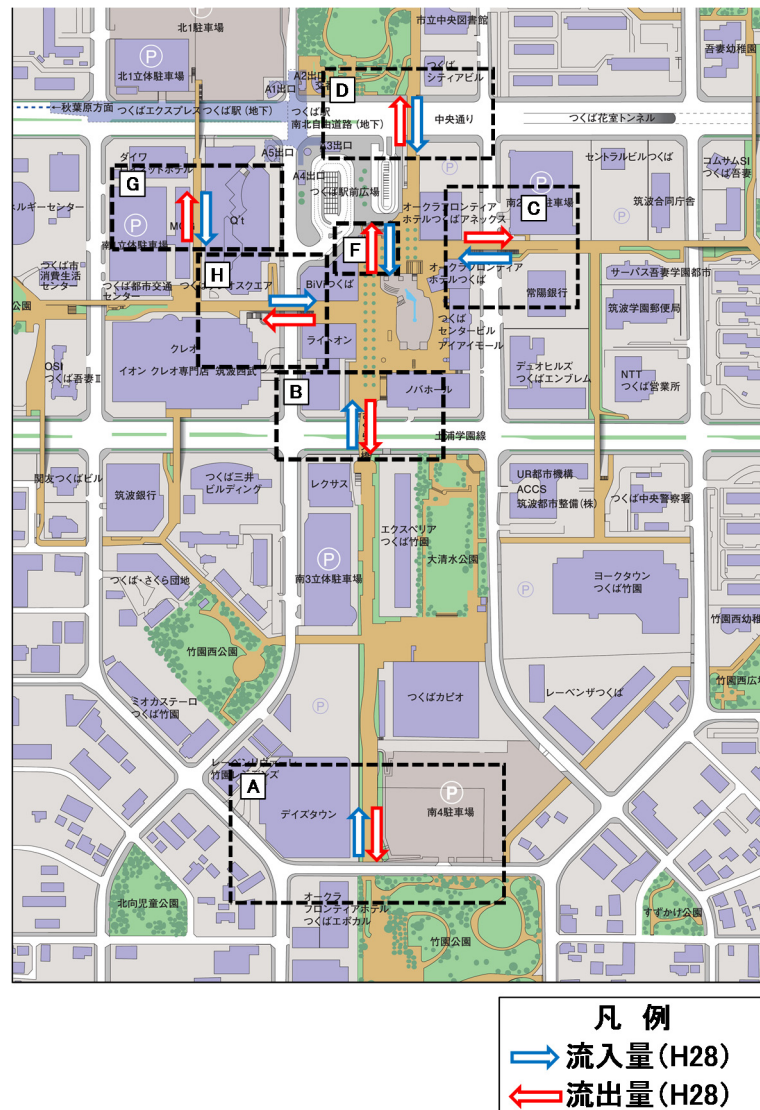 北1駐車場
P
P
北1立体駐車場
市立中央図書館
吾妻幼稚園
つくば
シティアビル
A2出口
A1出口
D
←秋葉原方面
つくばエクスプレスつくば駅(地下)
つくば駅
南北自由道路(地下)
中央通り
つくば花室トンネル
A5出口
A3出口
A4出口
ダイワ
つくば駅前広場
セントラルビルつくば
コムサムSI
つくば吾妻
G
P
P
C
オークラフロンティア
ホテルつくばアネックス
筑波合同庁舎
Q't
F
H
つくば市
消費生活
センター
つくば都市交通
センター
BiViつくば
オークラフロンティア
ホテルつくば
サーパス吾妻学園都市
常陽銀行
筑波学園郵便局
クレオ
イオン クレオ専門店 筑波西武
ライトオン
つくば
センタービル
アイアイモール
QSI
つくば吾妻Ⅱ
デュオヒルズ
つくばエンブレム
NTT
つくば営業所
B
ノバホール
土浦学園線
関友つくばビル
筑波銀行
つくば三井
ビルディング
レクサス
UR都市機構
ACCS
筑波都市整備(株)
つくば中央警察署
エクスペリア
つくば竹園
P
南3立体駐車場
大清水公園
P
つくば・さくら団地
ヨークタウン
つくば竹園
竹園西公園
竹園西幼稚
竹園西広場
ミオカステーロ
つくば竹園
P
つくばカピオ
レーベンザつくば
A
デイズタウン
P
南4駐車場
北向児童公園
オークラ
フロンティアホテル
つくばエポカル
竹園公園
すずかけ公園
凡 例
流入量(H28)
流出量(H28)